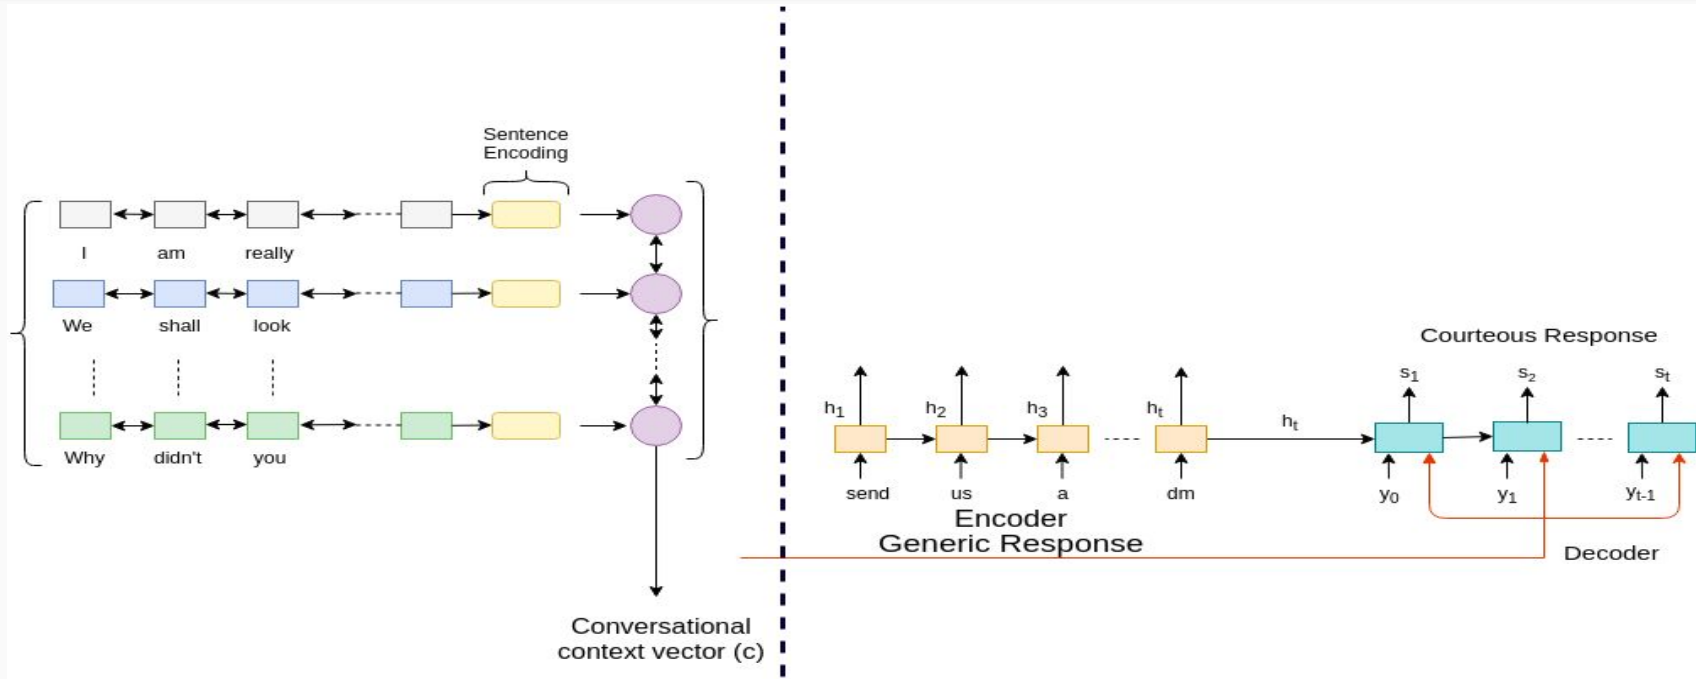 Sentence
Encoding
I am really
We shall look
Why didn't you
Conversational
context vector (c)
Courteous Response
s1 s2 st
h1 h2 h3 ht ht
send us a dm y0 y1 yt-1
Encoder
Generic Response
Decoder